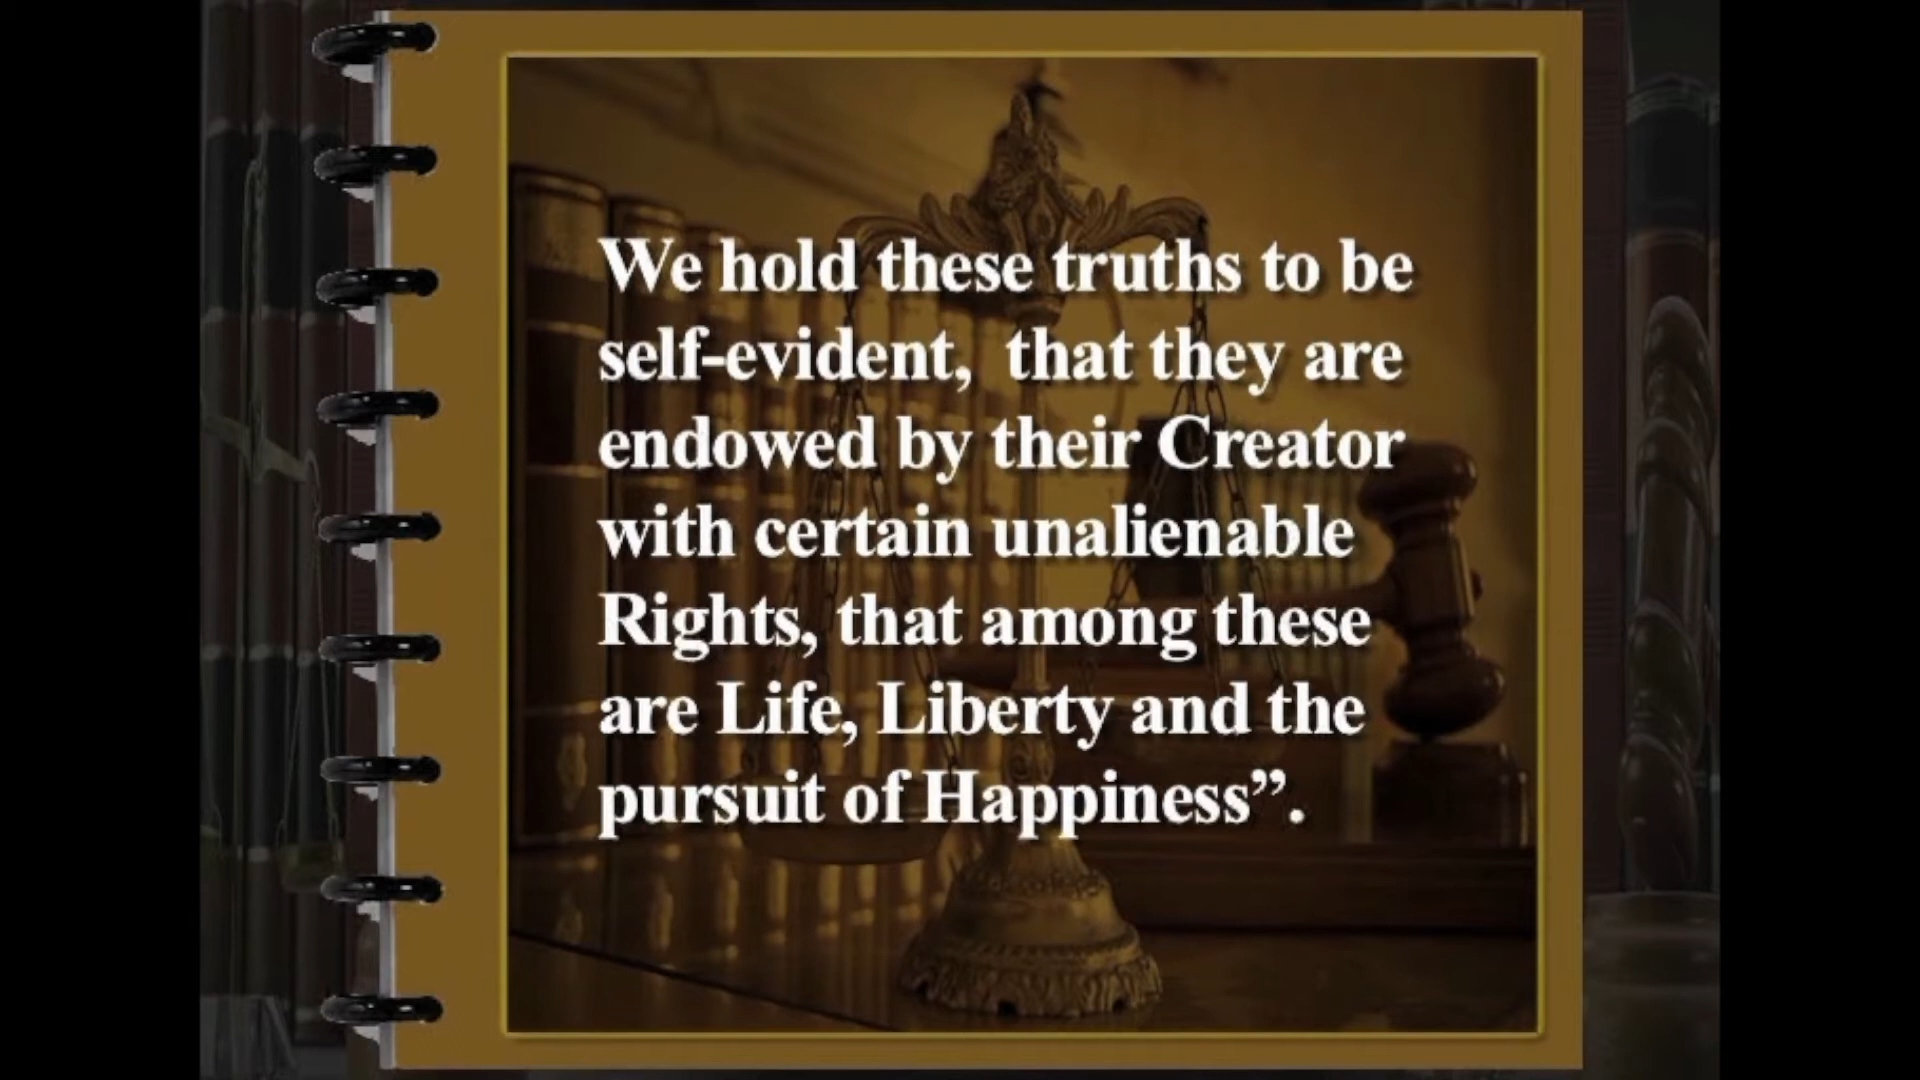 We hold these truths to be
self-evident,  that they are
endowed by their Creator
with certain unalienable
Rights, that among these
are Life, Liberty and the
pursuit of Happiness”.